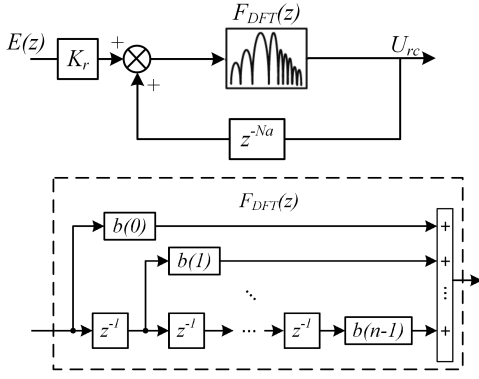 F_DFT(z)
E(z) + U_rc
K_r
+
z^-Na
F_DFT(z)
b(0) +
b(1) +
... ...
z^-1 z^-1 ... z^-1 b(n-1) +